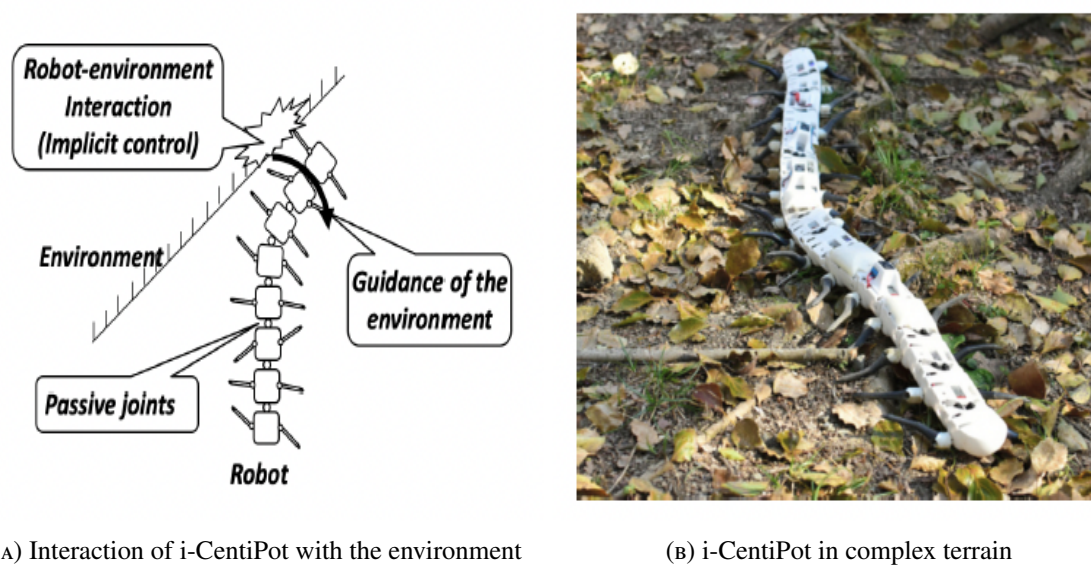 Robot-environment
Interaction
(Implicit control)
Environment
Guidance of the
environment
Passive joints
Robot
ᴀ) Interaction of i-CentiPot with the environment
(ʙ) i-CentiPot in complex terrain